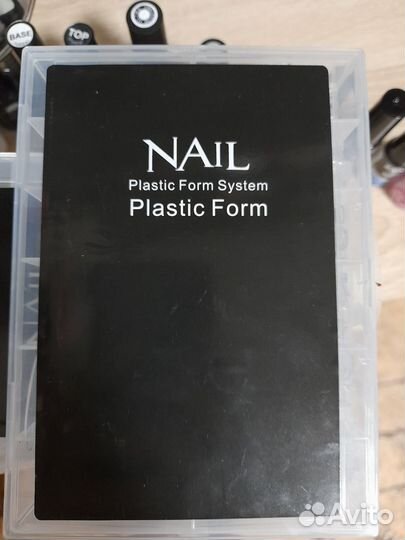 BASE
TOP
NAIL
Plastic Form System
Plastic Form
Avito